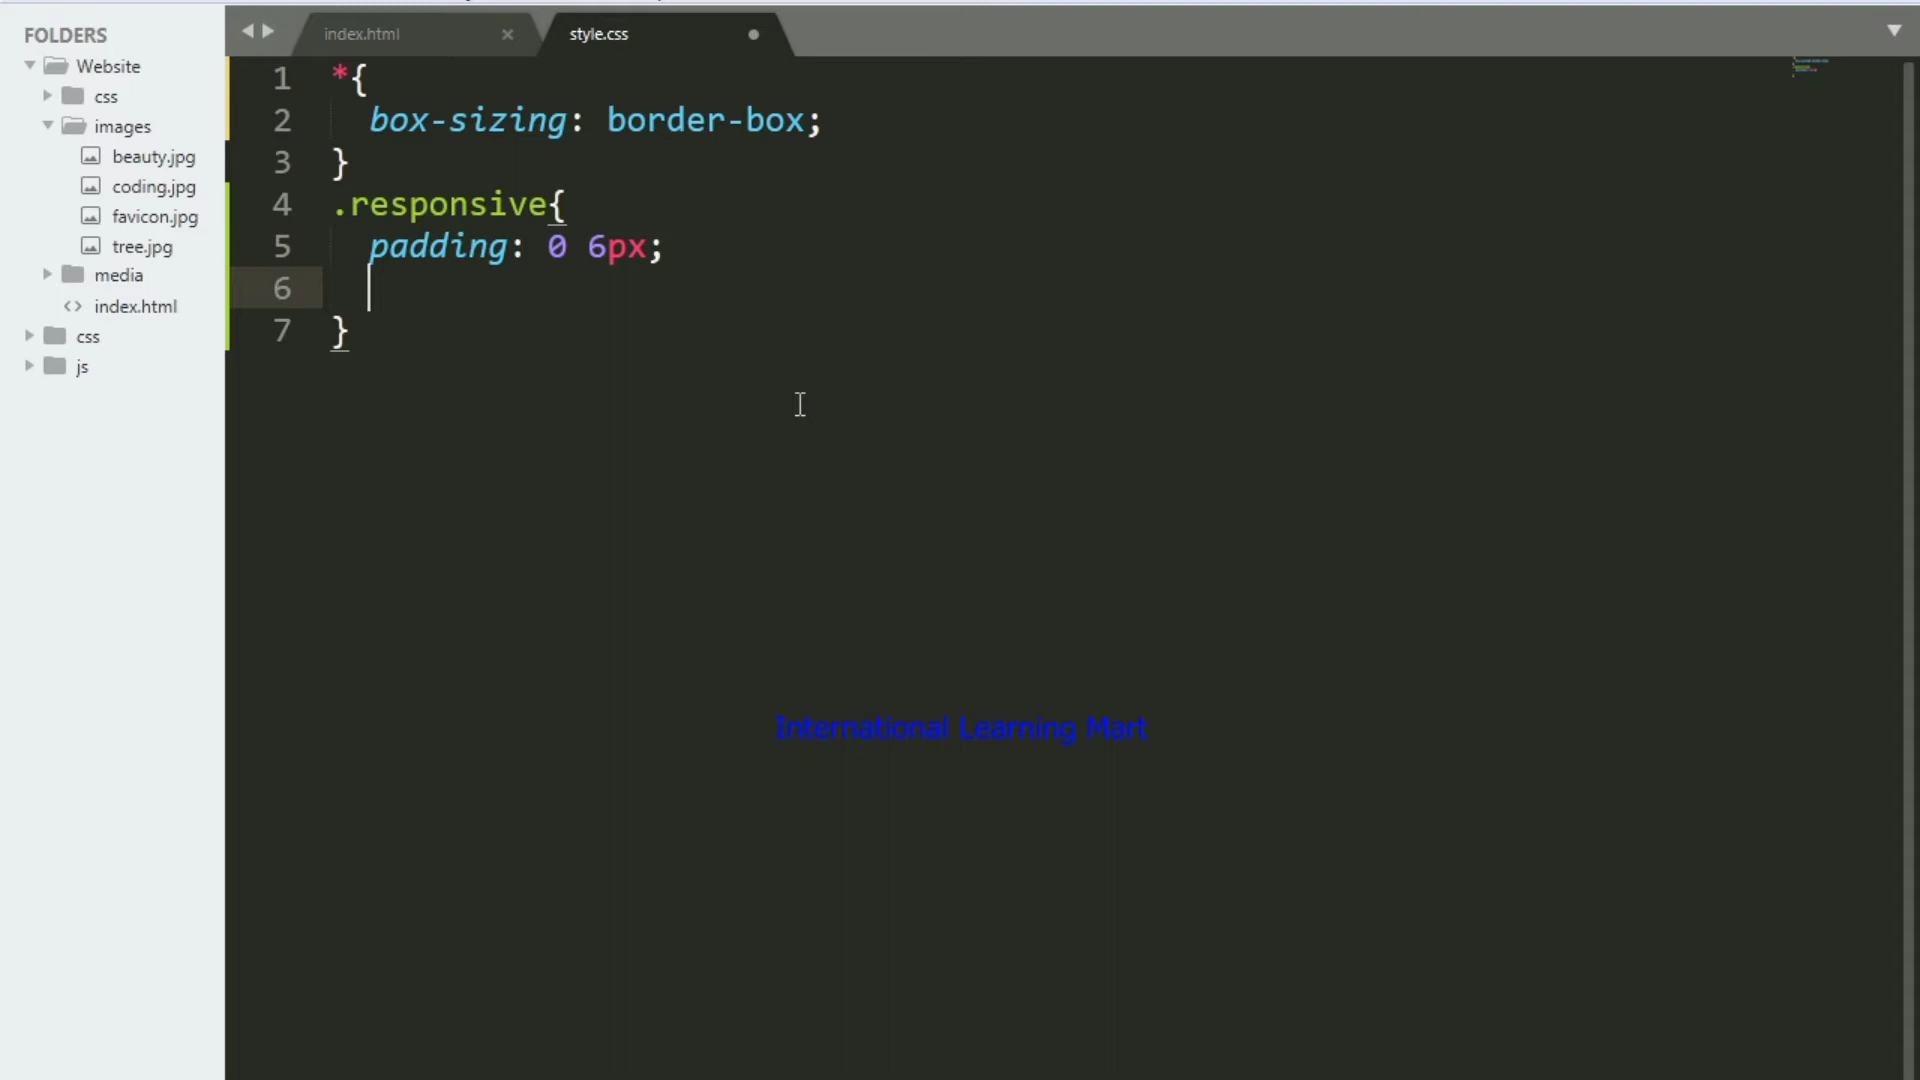 FOLDERS
Website
css
images
beauty.jpg
coding.jpg
favicon.jpg
tree.jpg
media
<> index.html
css
js
index.html ×
style.css
1 *{
2 box-sizing: border-box;
3 }
4 .responsive{
5 padding: 0 6px;
6
7 }
International Learning Mart